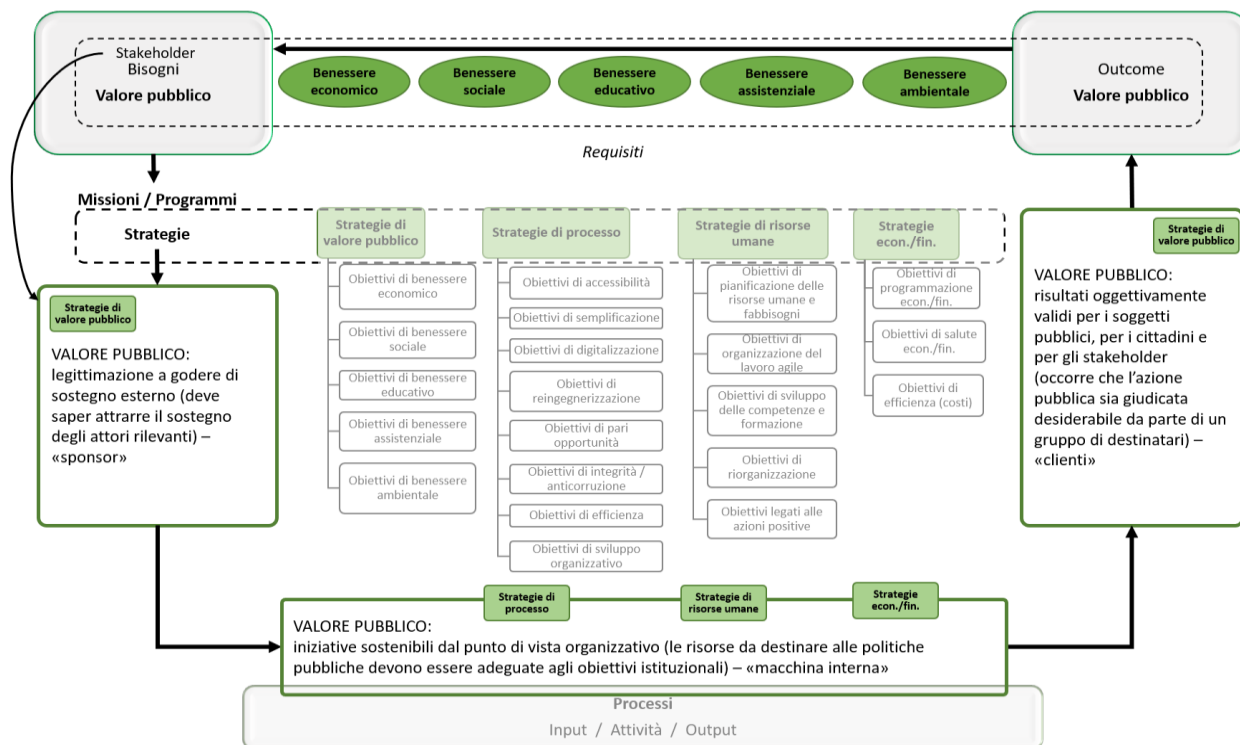 Stakeholder
Bisogni
Valore pubblico
Benessere
economico
Benessere
sociale
Benessere
educativo
Benessere
assistenziale
Benessere
ambientale
Outcome
Valore pubblico
Requisiti
Missioni / Programmi
Strategie
Strategie di
valore pubblico
Obiettivi di benessere
economico
Obiettivi di benessere
sociale
Obiettivi di benessere
educativo
Obiettivi di benessere
assistenziale
Obiettivi di benessere
ambientale
Strategie di processo
Obiettivi di accessibilità
Obiettivi di semplificazione
Obiettivi di digitalizzazione
Obiettivi di
reingegnerizzazione
Obiettivi di pari
opportunità
Obiettivi di integrità /
anticorruzione
Obiettivi di efficienza
Obiettivi di sviluppo
organizzativo
Strategie di risorse
umane
Obiettivi di
pianificazione delle
risorse umane e
fabbisogni
Obiettivi di
organizzazione del
lavoro agile
Obiettivi di sviluppo
delle competenze e
formazione
Obiettivi di
riorganizzazione
Obiettivi legati alle
azioni positive
Strategie
econ./fin.
Obiettivi di
programmazione
econ./fin.
Obiettivi di salute
econ./fin.
Obiettivi di
efficienza (costi)
Strategie di
valore pubblico
VALORE PUBBLICO:
legittimazione a godere di
sostegno esterno (deve
saper attrarre il sostegno
degli attori rilevanti) –
«sponsor»
Strategie di
valore pubblico
VALORE PUBBLICO:
risultati oggettivamente
validi per i soggetti
pubblici, per i cittadini e
per gli stakeholder
(occorre che l'azione
pubblica sia giudicata
desiderabile da parte di un
gruppo di destinatari) –
«clienti»
Strategie di
processo
Strategie di
risorse umane
Strategie
econ./fin.
VALORE PUBBLICO:
iniziative sostenibili dal punto di vista organizzativo (le risorse da destinare alle politiche
pubbliche devono essere adeguate agli obiettivi istituzionali) – «macchina interna»
Processi
Input / Attività / Output